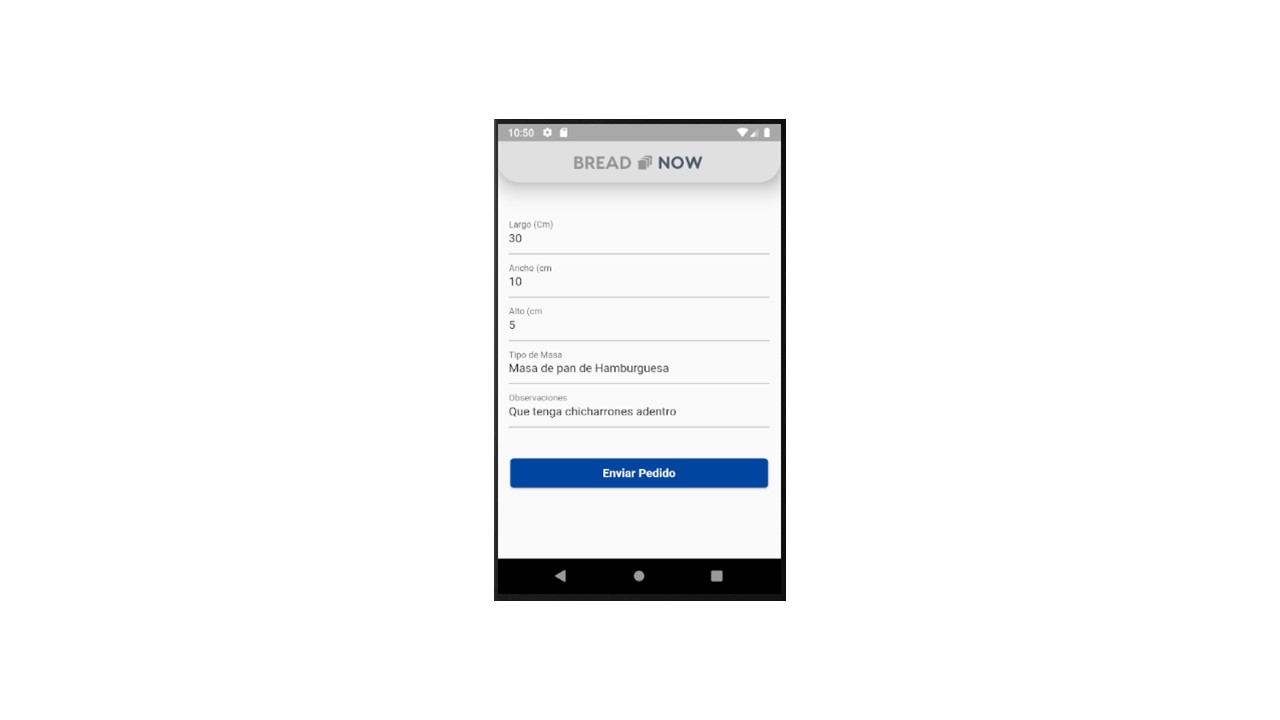 10:50
BREAD NOW
Largo (Cm)
30
Ancho (cm
10
Alto (cm
5
Tipo de Masa
Masa de pan de Hamburguesa
Observaciones
Que tenga chicharrones adentro
Enviar Pedido